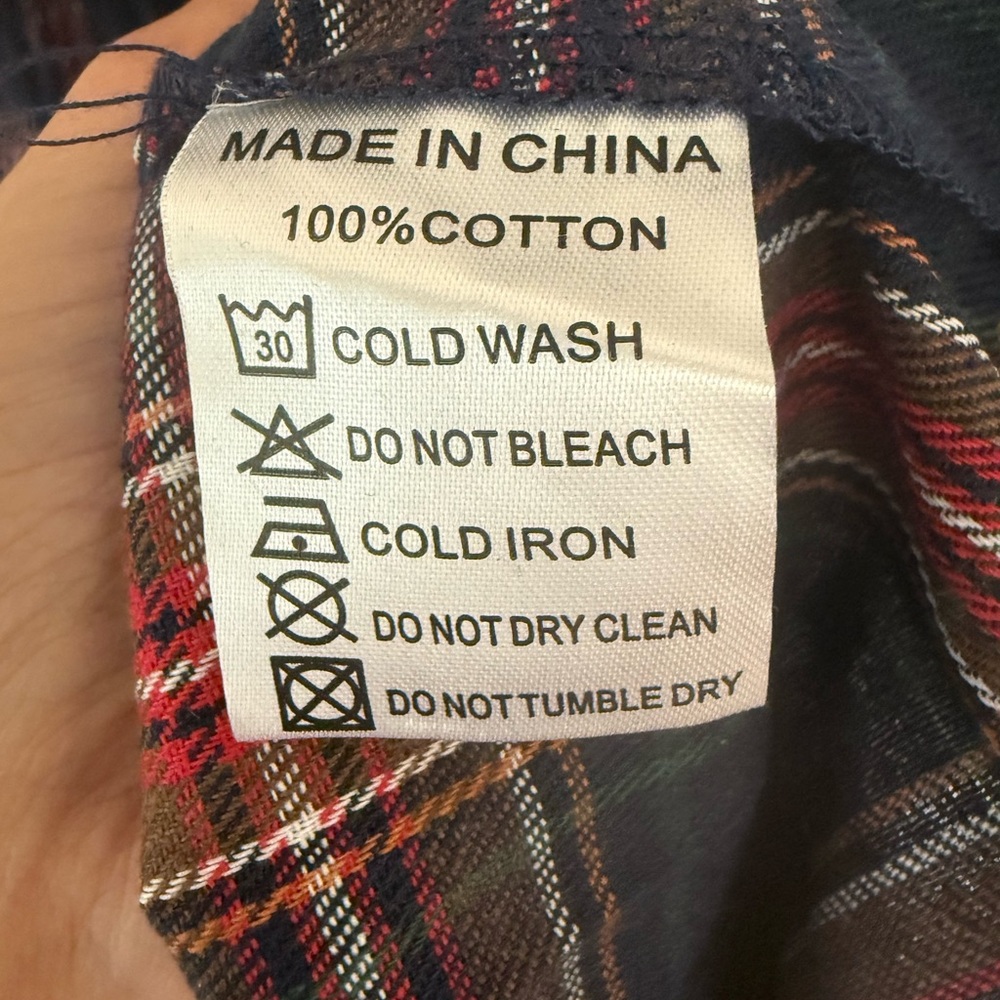 MADE IN CHINA
100%COTTON
30 COLD WASH
DO NOT BLEACH
COLD IRON
DO NOT DRY CLEAN
DO NOT TUMBLE DRY